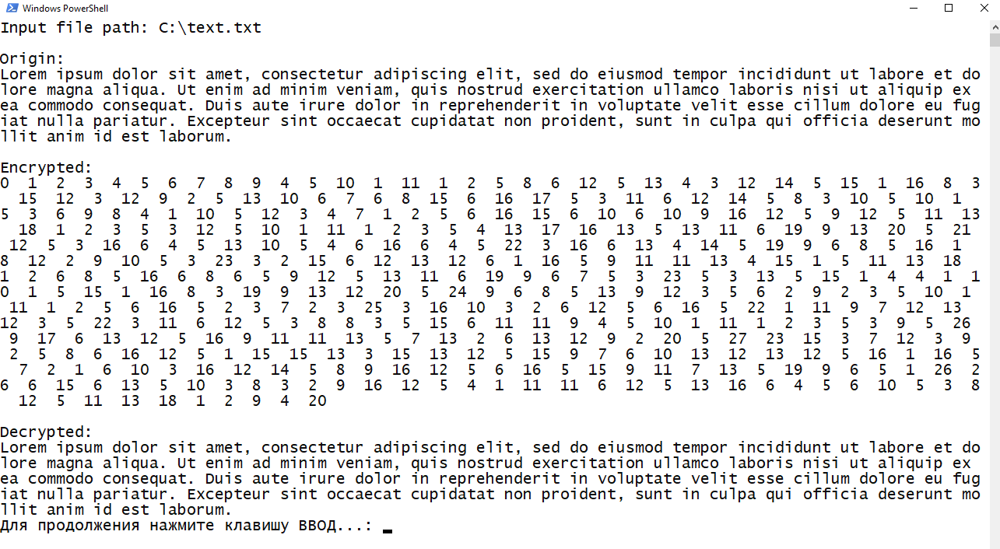 Windows PowerShell
Input file path: C:\text.txt
Origin:
Lorem ipsum dolor sit amet, consectetur adipiscing elit, sed do eiusmod tempor incididunt ut labore et do
lore magna aliqua. Ut enim ad minim veniam, quis nostrud exercitation ullamco laboris nisi ut aliquip ex
ea commodo consequat. Duis aute irure dolor in reprehenderit in voluptate velit esse cillum dolore eu fug
iat nulla pariatur. Excepteur sint occaecat cupidatat non proident, sunt in culpa qui officia deserunt mo
llit anim id est laborum.
Encrypted:
0  1  2  3  4  5  6  7  8  9  4  5  10  1  11  1  2  5  8  6  12  5  13  4  3  12  14  5  15  1  16  8  3
  15  12  3  12  9  2  5  13  10  6  7  6  8  15  6  16  17  5  3  11  6  12  14  5  8  3  10  5  10  1
5  3  6  9  8  4  1  10  5  12  3  4  7  1  2  5  6  16  15  6  10  6  10  9  16  12  5  9  12  5  11  13
  18  1  2  3  5  3  12  5  10  1  11  1  2  3  5  4  13  17  16  13  5  13  11  6  19  9  13  20  5  21
 12  5  3  16  6  4  5  13  10  5  4  6  16  6  4  5  22  3  16  6  13  4  14  5  19  9  6  8  5  16  1
8  12  2  9  10  5  3  23  3  2  15  6  12  13  12  6  1  16  5  9  11  11  13  4  15  1  5  11  13  18
1  2  6  8  5  16  6  8  6  5  9  12  5  13  11  6  19  9  6  7  5  3  23  5  3  13  5  15  1  4  4  1  1
0  1  5  15  1  16  8  3  19  9  13  12  20  5  24  9  6  8  5  13  9  12  3  5  6  2  9  2  3  5  10  1
 11  1  2  5  6  16  5  2  3  7  2  3  25  3  16  10  3  2  6  12  5  6  16  5  22  1  11  9  7  12  13
12  3  5  22  3  11  6  12  5  3  8  8  3  5  15  6  11  11  9  4  5  10  1  11  1  2  3  5  3  9  5  26
 9  17  6  13  12  5  16  9  11  11  13  5  7  13  2  6  13  12  9  2  20  5  27  23  15  3  7  12  3  9
 2  5  8  6  16  12  5  1  15  15  13  3  15  13  12  5  15  9  7  6  10  13  12  13  12  5  16  1  16  5
  7  2  1  6  10  3  16  12  14  5  8  9  16  12  5  6  16  5  15  9  11  7  13  5  19  9  6  5  1  26  2
6  6  15  6  13  5  10  3  8  3  2  9  16  12  5  4  1  11  11  6  12  5  13  16  6  4  5  6  10  5  3  8
  12  5  11  13  18  1  2  9  4  20
Decrypted:
Lorem ipsum dolor sit amet, consectetur adipiscing elit, sed do eiusmod tempor incididunt ut labore et do
lore magna aliqua. Ut enim ad minim veniam, quis nostrud exercitation ullamco laboris nisi ut aliquip ex
ea commodo consequat. Duis aute irure dolor in reprehenderit in voluptate velit esse cillum dolore eu fug
iat nulla pariatur. Excepteur sint occaecat cupidatat non proident, sunt in culpa qui officia deserunt mo
llit anim id est laborum.
Для продолжения нажмите клавишу ВВОД...: